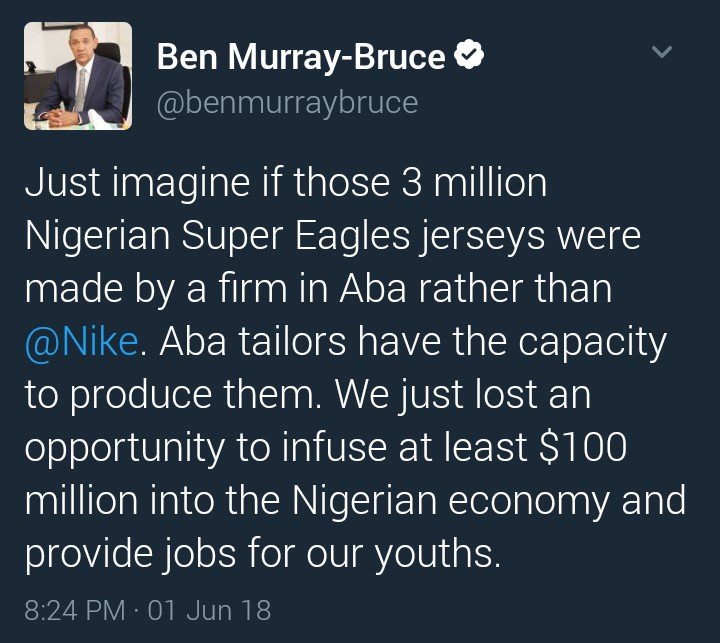 Ben Murray-Bruce
@benmurraybruce
Just imagine if those 3 million
Nigerian Super Eagles jerseys were
made by a firm in Aba rather than
@Nike. Aba tailors have the capacity
to produce them. We just lost an
opportunity to infuse at least $100
million into the Nigerian economy and
provide jobs for our youths.
8:24 PM · 01 Jun 18